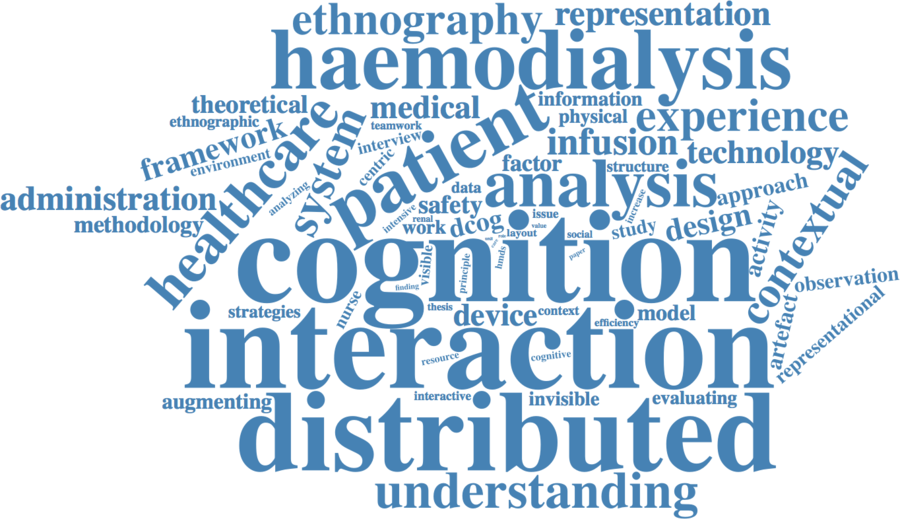 ethnography
representation
haemodialysis
theoretical
medical
information
ethnographic
teamwork
physical
experience
framework
healthcare
system
interview
patient
infusion
environment
centric
factor
structure
technology
administration
analyzing
data
analysis
approach
contextual
methodology
intensive
safety
increase
renal
work
dcog
issue
value
layout
social
study
design
activity
cognition
visible
principle
hmds
paper
observation
finding
strategies
nurse
thesis
device
context
efficiency
model
artefact
representational
interaction
resource
cognitive
augmenting
interactive
invisible
evaluating
distributed
understanding